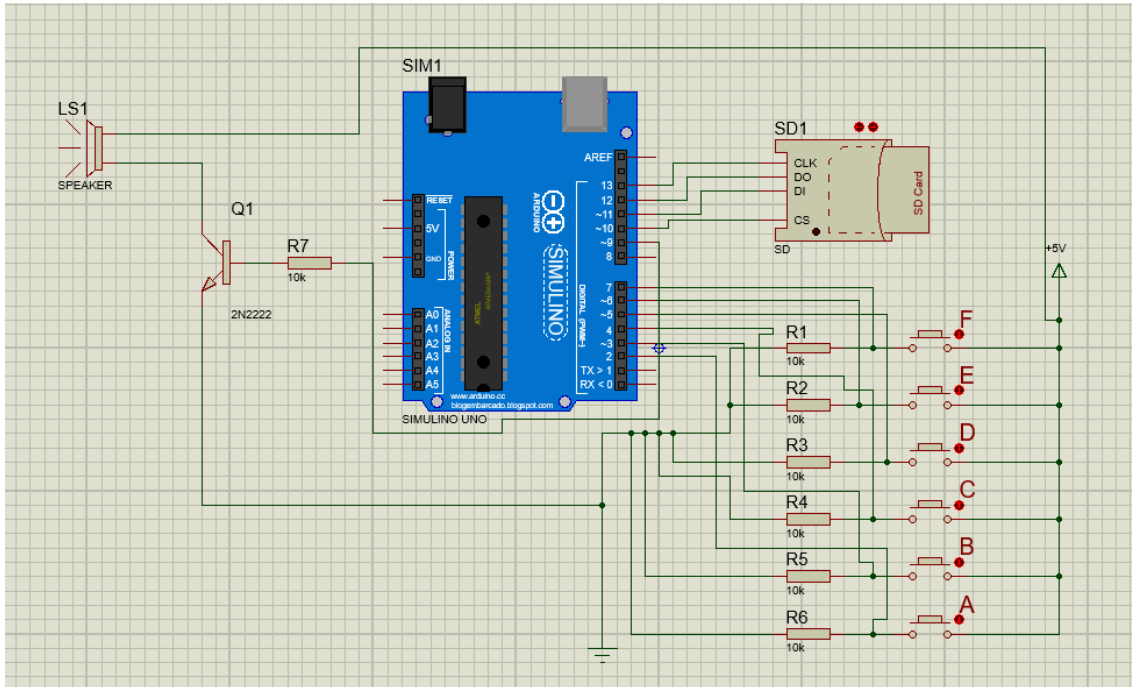 SIM1
LS1
SPEAKER
Q1
2N2222
R7
10k
AREF
13
12
~11
~10
~9
8
7
~6
~5
4
~3
2
TX > 1
RX < 0
RESET
5V
GND
POWER
A0
A1
A2
A3
A4
A5
ANALOG IN
ARDUINO
SIMULINO
DIGITAL (PWM~)
ATMEL
www.arduino.cc
blogembarcado.blogspot.com
SIMULINO UNO
SD1
CLK
DO
DI
CS
SD Card
SD
+5V
R1
10k
F
R2
10k
E
R3
10k
D
R4
10k
C
R5
10k
B
R6
10k
A